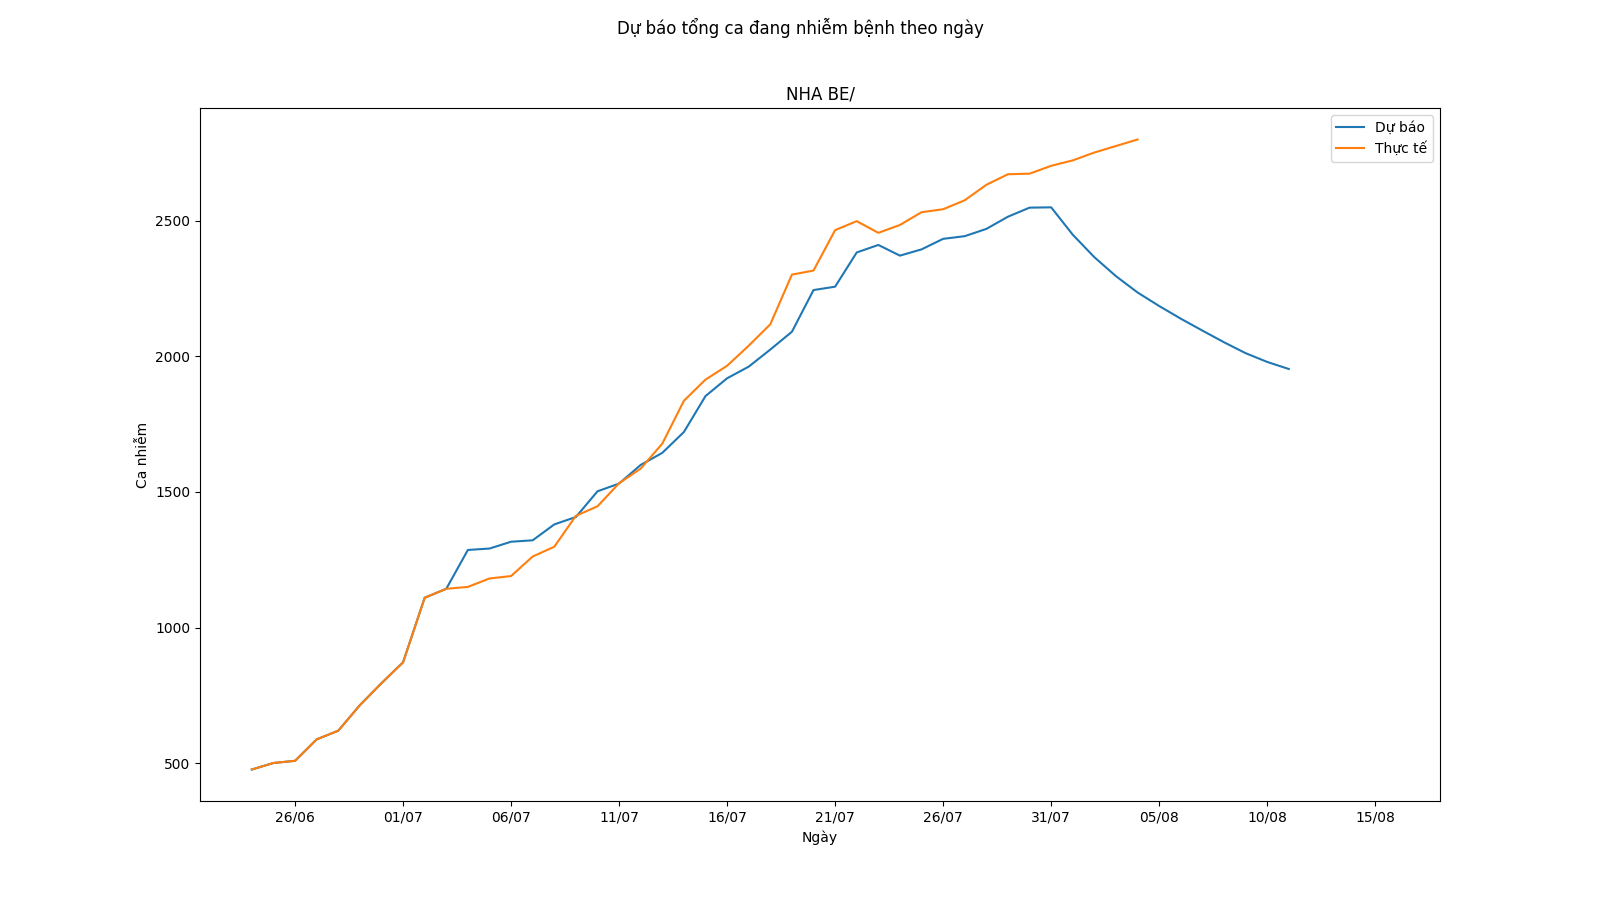 Dự báo tổng ca đang nhiễm bệnh theo ngày
NHA BE/
Dự báo
Thực tế
Ca nhiễm
2500
2000
1500
1000
500
26/06 01/07 06/07 11/07 16/07 21/07 26/07 31/07 05/08 10/08 15/08
Ngày